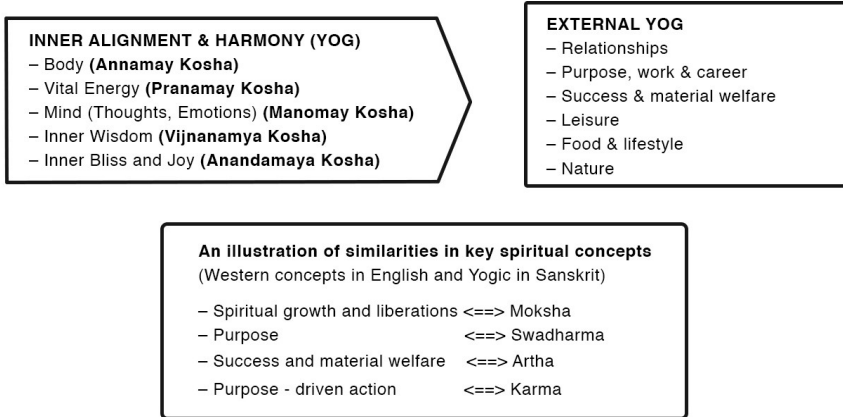 INNER ALIGNMENT & HARMONY (YOG)
– Body (Annamay Kosha)
– Vital Energy (Pranamay Kosha)
– Mind (Thoughts, Emotions) (Manomay Kosha)
– Inner Wisdom (Vijnanamya Kosha)
– Inner Bliss and Joy (Anandamaya Kosha)
EXTERNAL YOG
– Relationships
– Purpose, work & career
– Success & material welfare
– Leisure
– Food & lifestyle
– Nature
An illustration of similarities in key spiritual concepts
(Western concepts in English and Yogic in Sanskrit)
– Spiritual growth and liberations <==> Moksha
– Purpose <==> Swadharma
– Success and material welfare <==> Artha
– Purpose - driven action <==> Karma